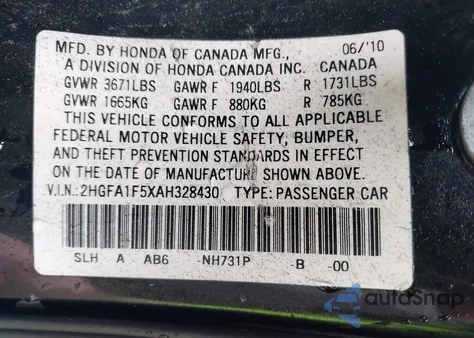 MFD. BY HONDA OF CANADA MFG., 06/'10
A DIVISION OF HONDA CANADA INC. CANADA
GVWR 3671LBS GAWR F 1940LBS R 1731LBS
GVWR 1665KG GAWR F 880KG R 785KG
THIS VEHICLE CONFORMS TO ALL APPLICABLE
FEDERAL MOTOR VEHICLE SAFETY, BUMPER,
AND THEFT PREVENTION STANDARDS IN EFFECT
ON THE DATE OF MANUFACTURE SHOWN ABOVE.
V.I.N.:2HGFA1F5XAH328430 TYPE: PASSENGER CAR
SLH A AB6 -NH731P -B -00
autoSnap